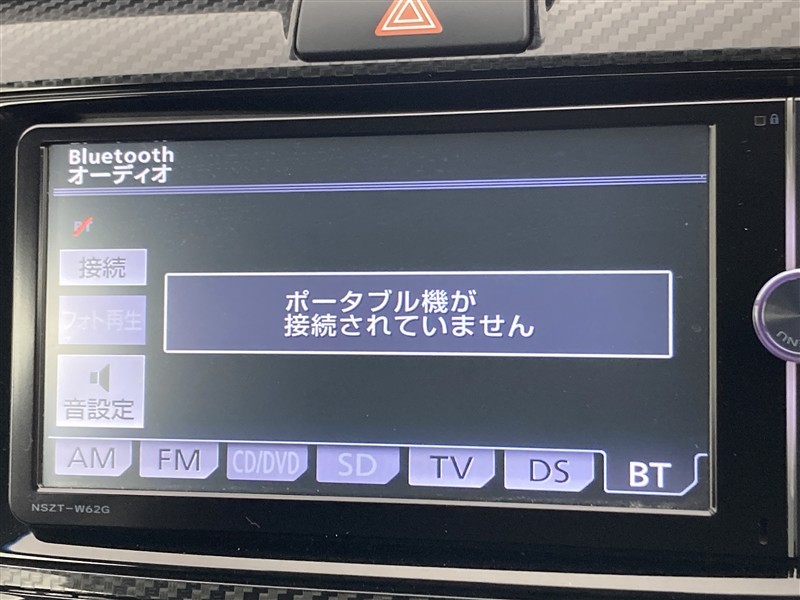 Bluetooth
オーディオ
BT
接続
ポータブル機が
接続されていません
フォト再生
音設定
AM FM CD/DVD SD TV DS BT
NSZT-W62G